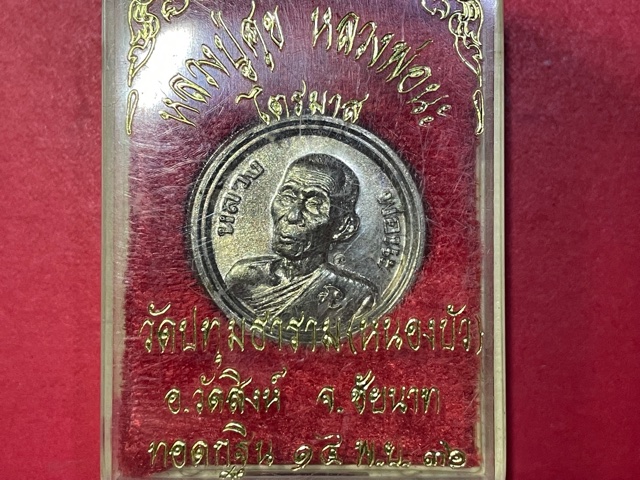 หลวงปู่ศุข หลวงพ่อนะ
ไตรมาส
หลวง พ่อนะ
วัดปทุมธาราม (หนองบัว)
อ.วัดสิงห์ จ.ชัยนาท
ทอดกฐิน ๑๕ พ.ย. ๓๖